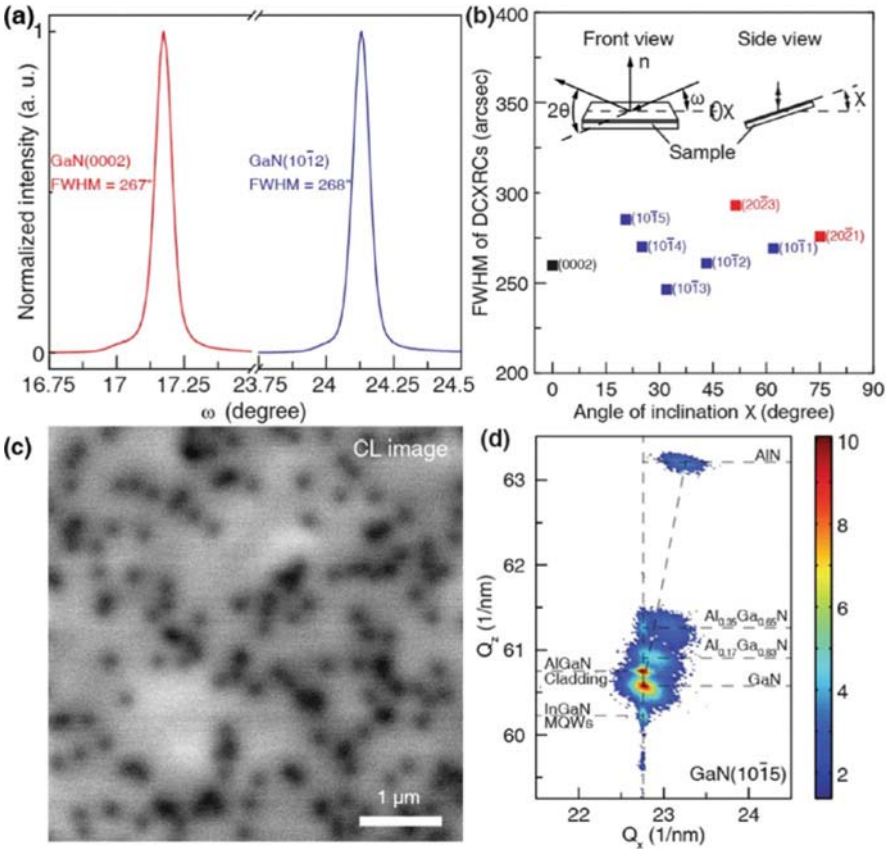 (a)
1
0
Normalized intensity (a. u.)
GaN(0002)
FWHM = 267"
GaN(101̄2)
FWHM = 268"
16.75 17 17.25 23.75 24 24.25 24.5
ω (degree)
(b)
400
350
300
250
200
FWHM of DCXRCs (arcsec)
Front view
Side view
n
2θ
ω
χ
χ
Sample
(0002)
(101̄5)
(101̄4)
(101̄3)
(101̄2)
(202̄3)
(101̄1)
(202̄1)
0 15 30 45 60 75 90
Angle of inclination χ (degree)
(c)
CL image
1 μm
(d)
63
62
61
60
Q_z (1/nm)
AlN
Al0.35Ga0.65N
Al0.17Ga0.83N
AlGaN
Cladding
GaN
InGaN
MQWs
GaN(101̄5)
22 23 24
Q_x (1/nm)
10
8
6
4
2